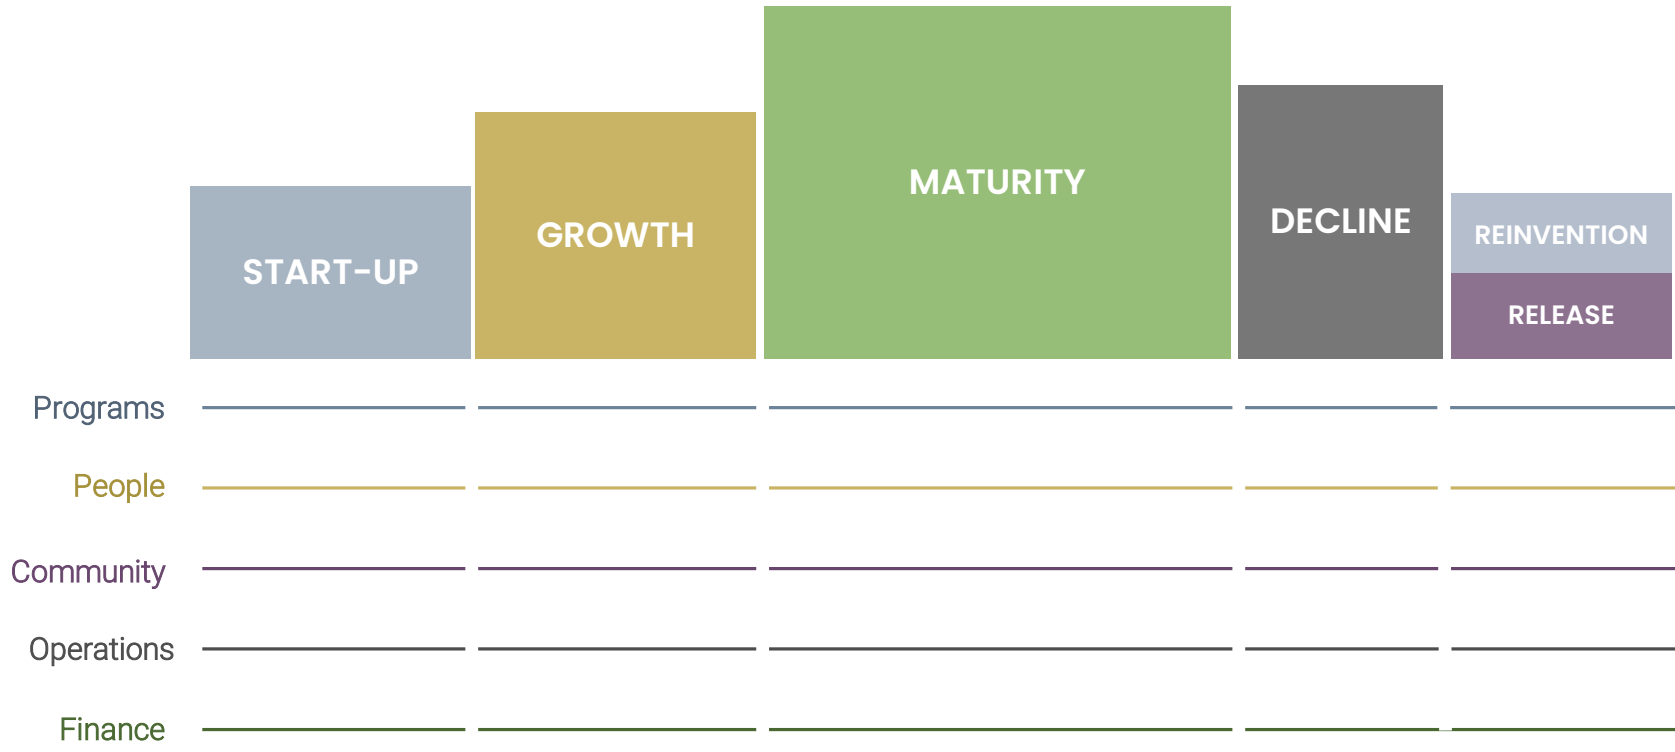 START-UP
GROWTH
MATURITY
DECLINE
REINVENTION
RELEASE
Programs
People
Community
Operations
Finance